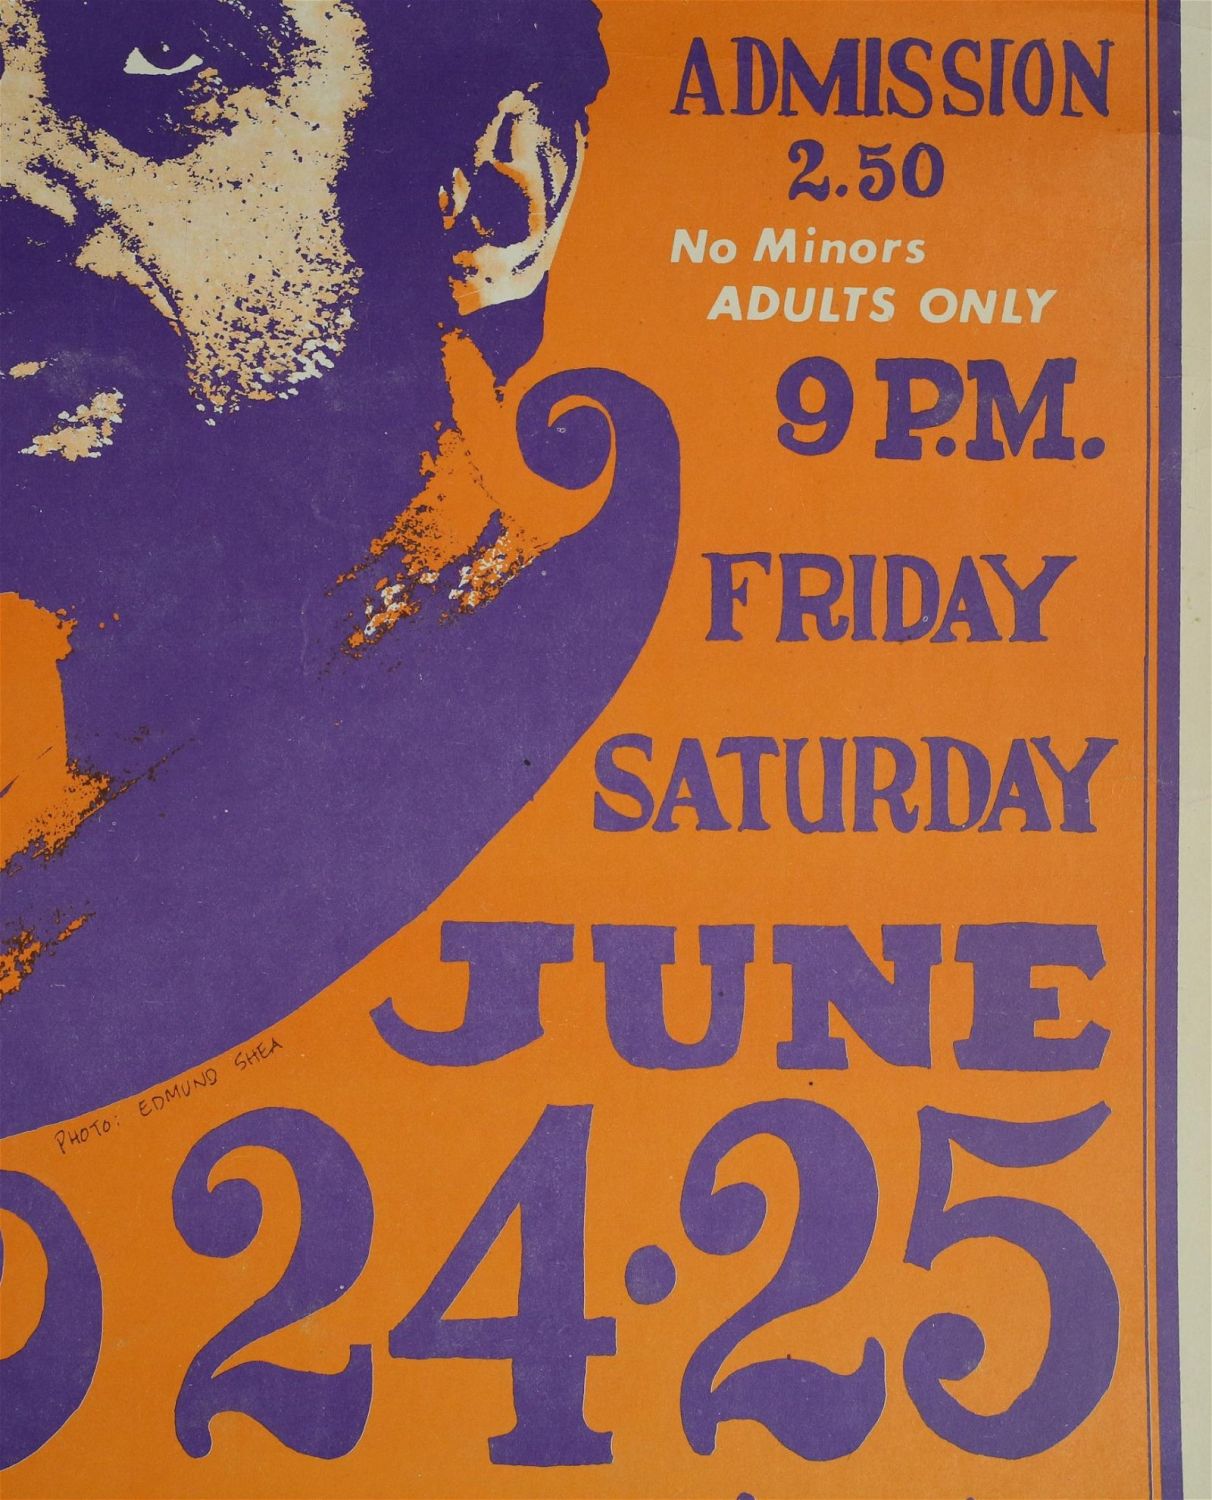 ADMISSION
2.50
No Minors
ADULTS ONLY
9 P.M.
FRIDAY
SATURDAY
JUNE
PHOTO: EDMUND SHEA
24·25